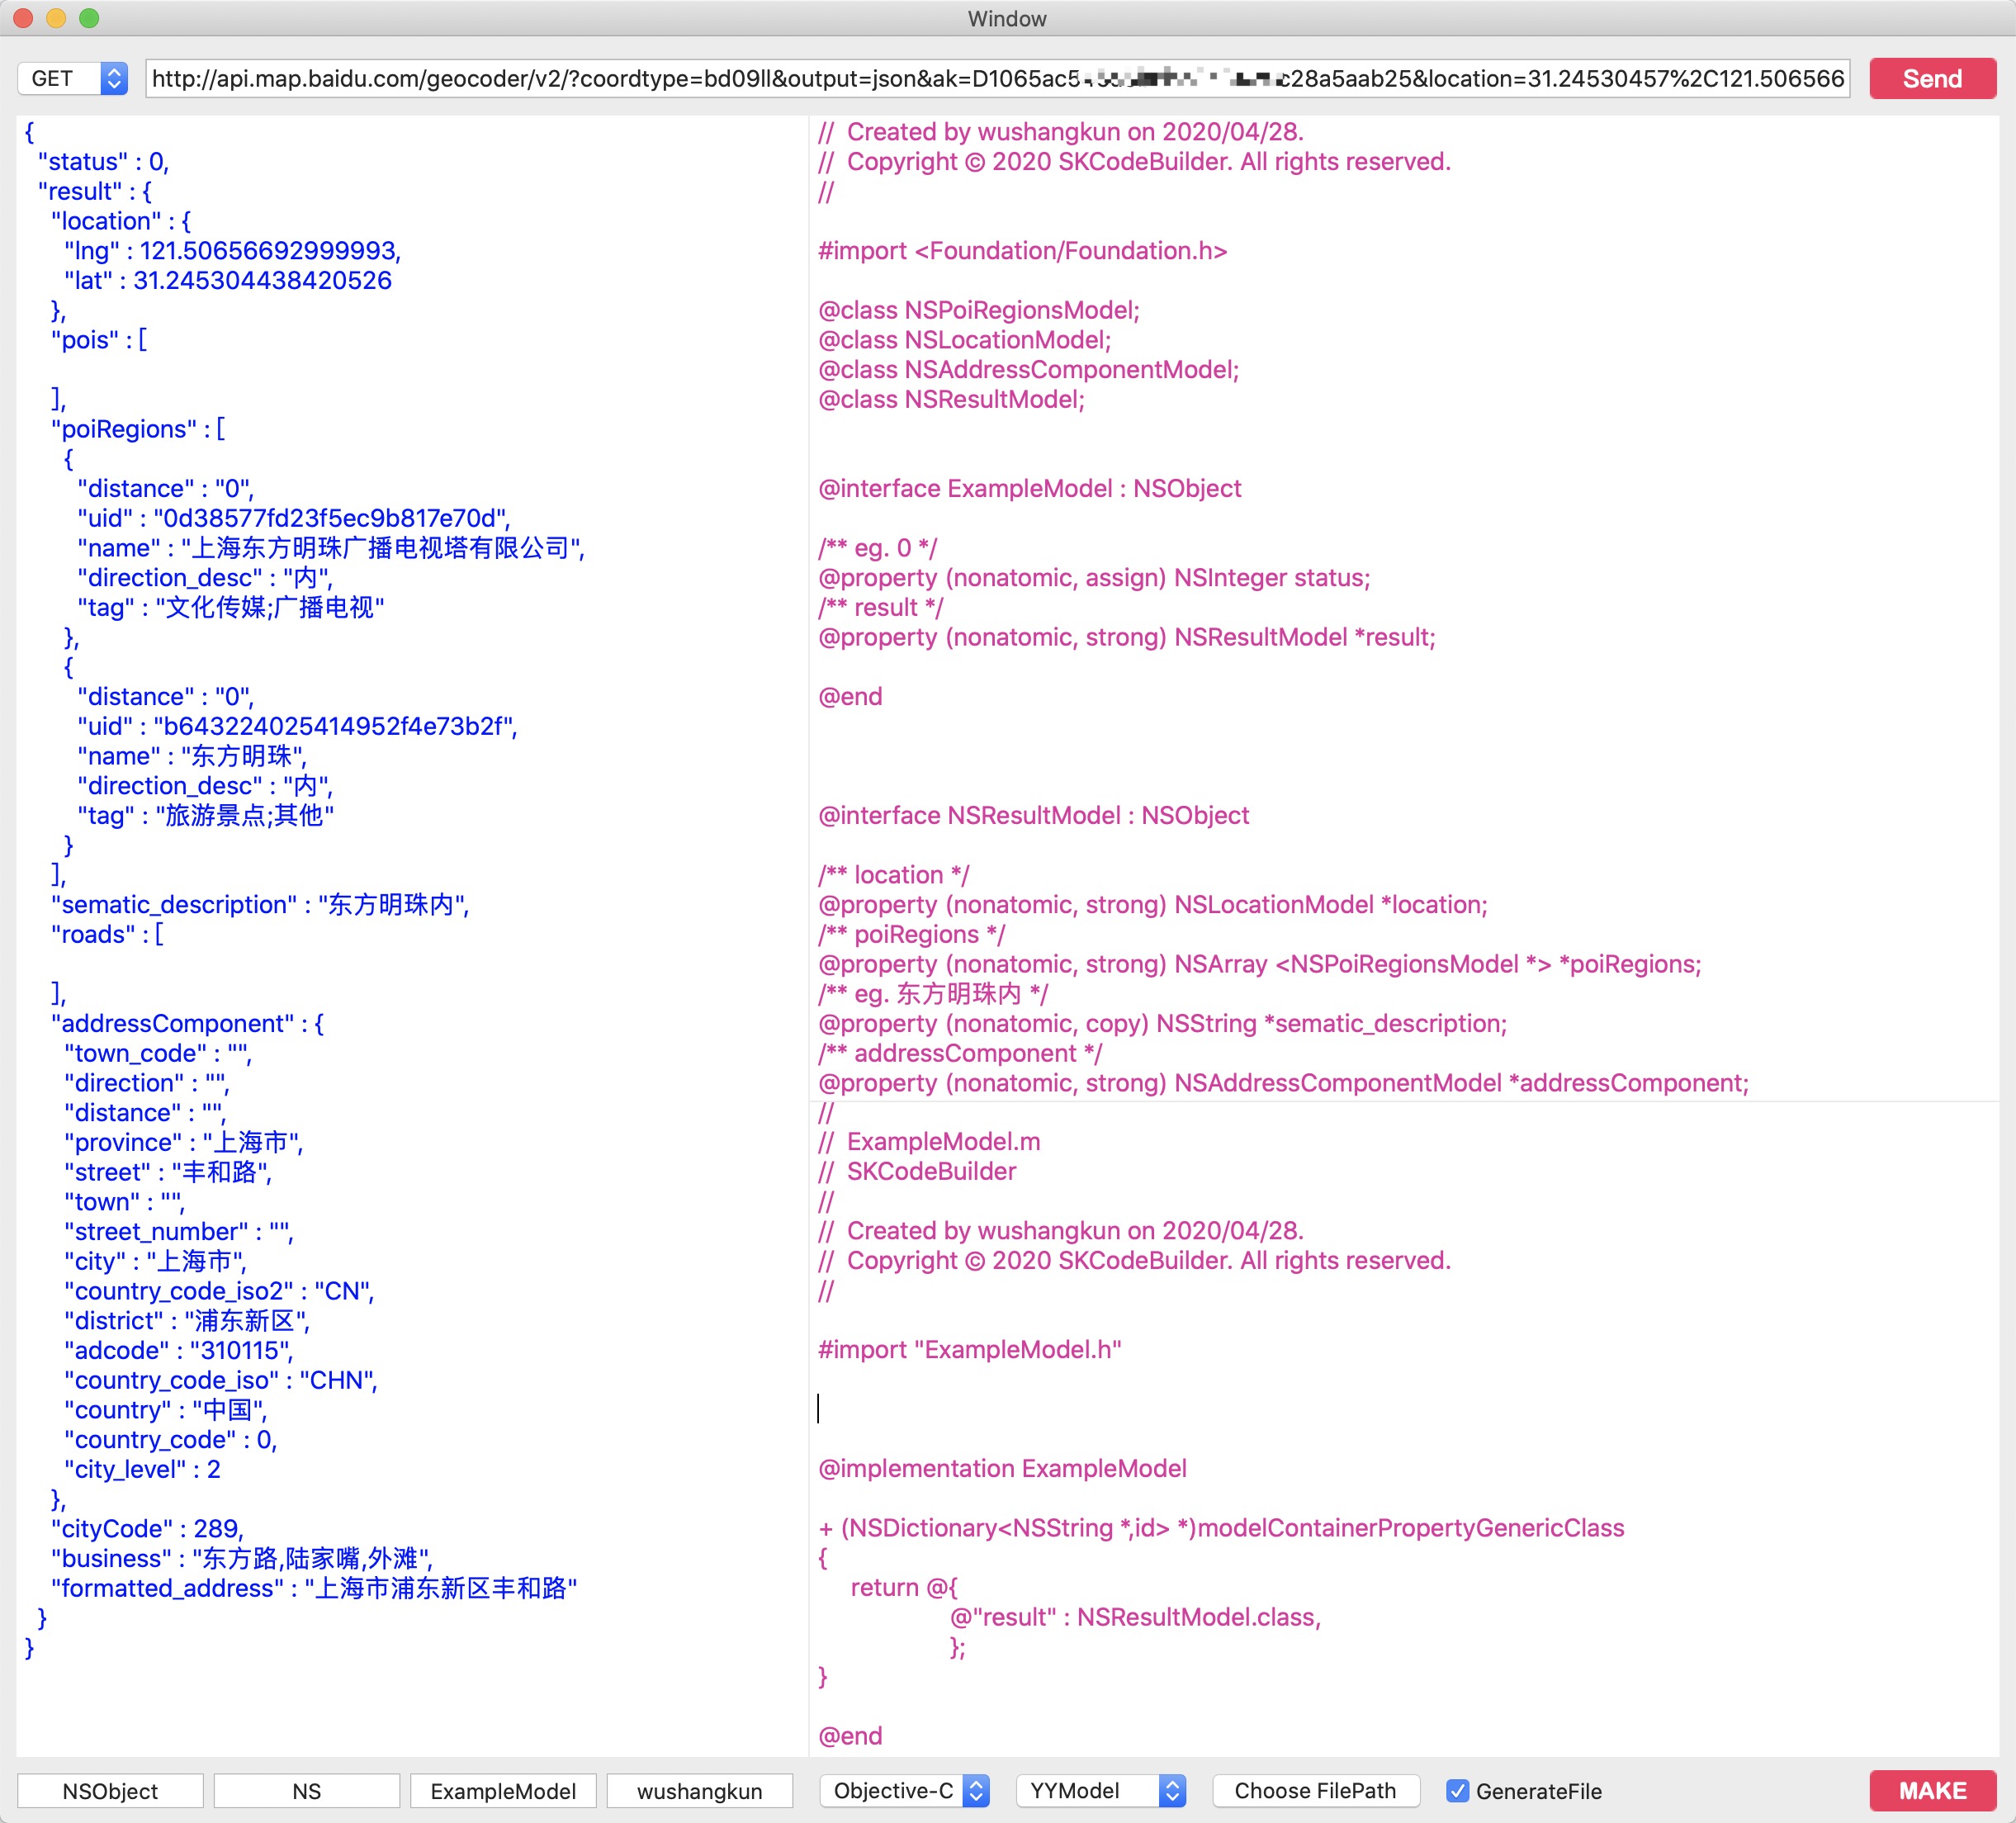 Window
GET
http://api.map.baidu.com/geocoder/v2/?coordtype=bd09ll&output=json&ak=D1065ac5 c28a5aab25&location=31.24530457%2C121.506566
Send
{
"status" : 0,
"result" : {
"location" : {
"lng" : 121.50656692999993,
"lat" : 31.245304438420526
},
"pois" : [
],
"poiRegions" : [
{
"distance" : "0",
"uid" : "0d38577fd23f5ec9b817e70d",
"name" : "上海东方明珠广播电视塔有限公司",
"direction_desc" : "内",
"tag" : "文化传媒;广播电视"
},
{
"distance" : "0",
"uid" : "b643224025414952f4e73b2f",
"name" : "东方明珠",
"direction_desc" : "内",
"tag" : "旅游景点;其他"
}
],
"sematic_description" : "东方明珠内",
"roads" : [
],
"addressComponent" : {
"town_code" : "",
"direction" : "",
"distance" : "",
"province" : "上海市",
"street" : "丰和路",
"town" : "",
"street_number" : "",
"city" : "上海市",
"country_code_iso2" : "CN",
"district" : "浦东新区",
"adcode" : "310115",
"country_code_iso" : "CHN",
"country" : "中国",
"country_code" : 0,
"city_level" : 2
},
"cityCode" : 289,
"business" : "东方路,陆家嘴,外滩",
"formatted_address" : "上海市浦东新区丰和路"
}
}
// Created by wushangkun on 2020/04/28.
// Copyright © 2020 SKCodeBuilder. All rights reserved.
//
#import <Foundation/Foundation.h>
@class NSPoiRegionsModel;
@class NSLocationModel;
@class NSAddressComponentModel;
@class NSResultModel;
@interface ExampleModel : NSObject
/** eg. 0 */
@property (nonatomic, assign) NSInteger status;
/** result */
@property (nonatomic, strong) NSResultModel *result;
@end
@interface NSResultModel : NSObject
/** location */
@property (nonatomic, strong) NSLocationModel *location;
/** poiRegions */
@property (nonatomic, strong) NSArray <NSPoiRegionsModel *> *poiRegions;
/** eg. 东方明珠内 */
@property (nonatomic, copy) NSString *sematic_description;
/** addressComponent */
@property (nonatomic, strong) NSAddressComponentModel *addressComponent;
//
// ExampleModel.m
// SKCodeBuilder
//
// Created by wushangkun on 2020/04/28.
// Copyright © 2020 SKCodeBuilder. All rights reserved.
//
#import "ExampleModel.h"
@implementation ExampleModel
+ (NSDictionary<NSString *,id> *)modelContainerPropertyGenericClass
{
return @{
@"result" : NSResultModel.class,
};
}
@end
NSObject
NS
ExampleModel
wushangkun
Objective-C
YYModel
Choose FilePath
GenerateFile
MAKE